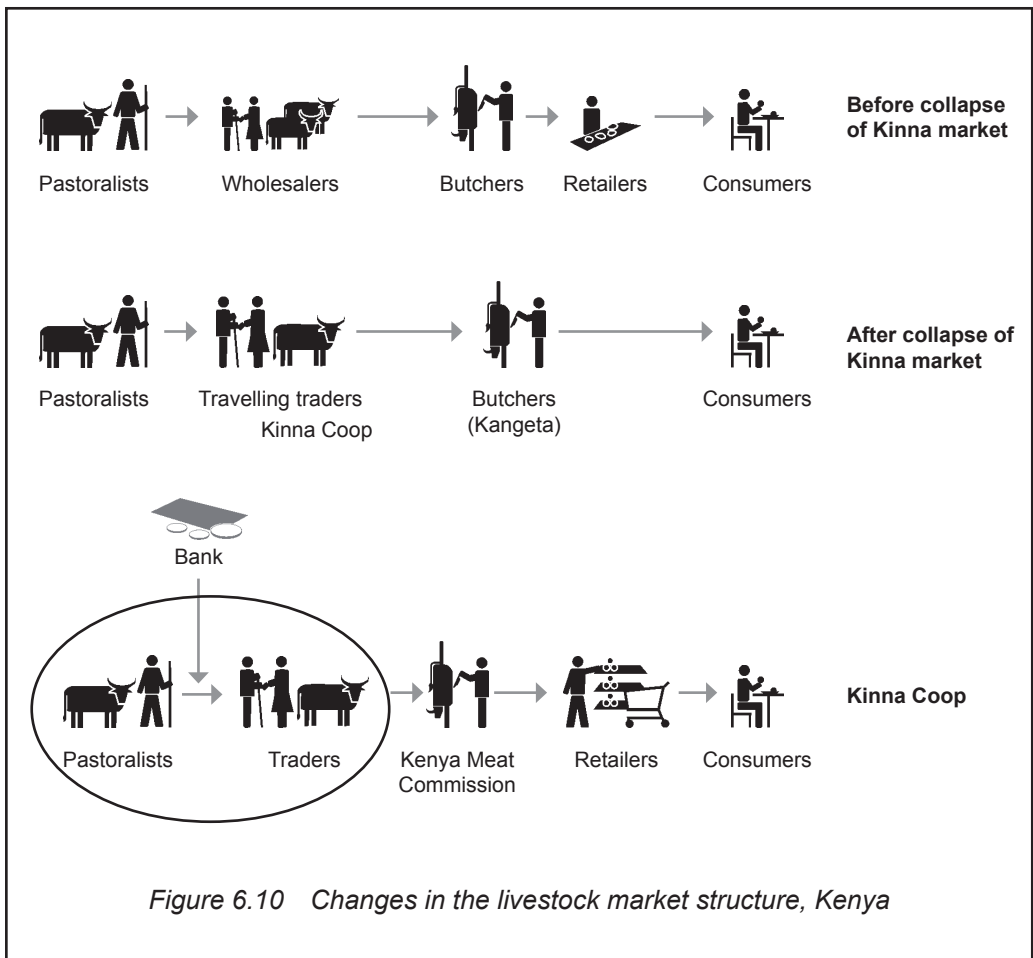 Before collapse
of Kinna market
Pastoralists Wholesalers Butchers Retailers Consumers
After collapse of
Kinna market
Pastoralists Travelling traders Butchers Consumers
Kinna Coop (Kangeta)
Bank
Kinna Coop
Pastoralists Traders Kenya Meat Retailers Consumers
Commission
Figure 6.10 Changes in the livestock market structure, Kenya